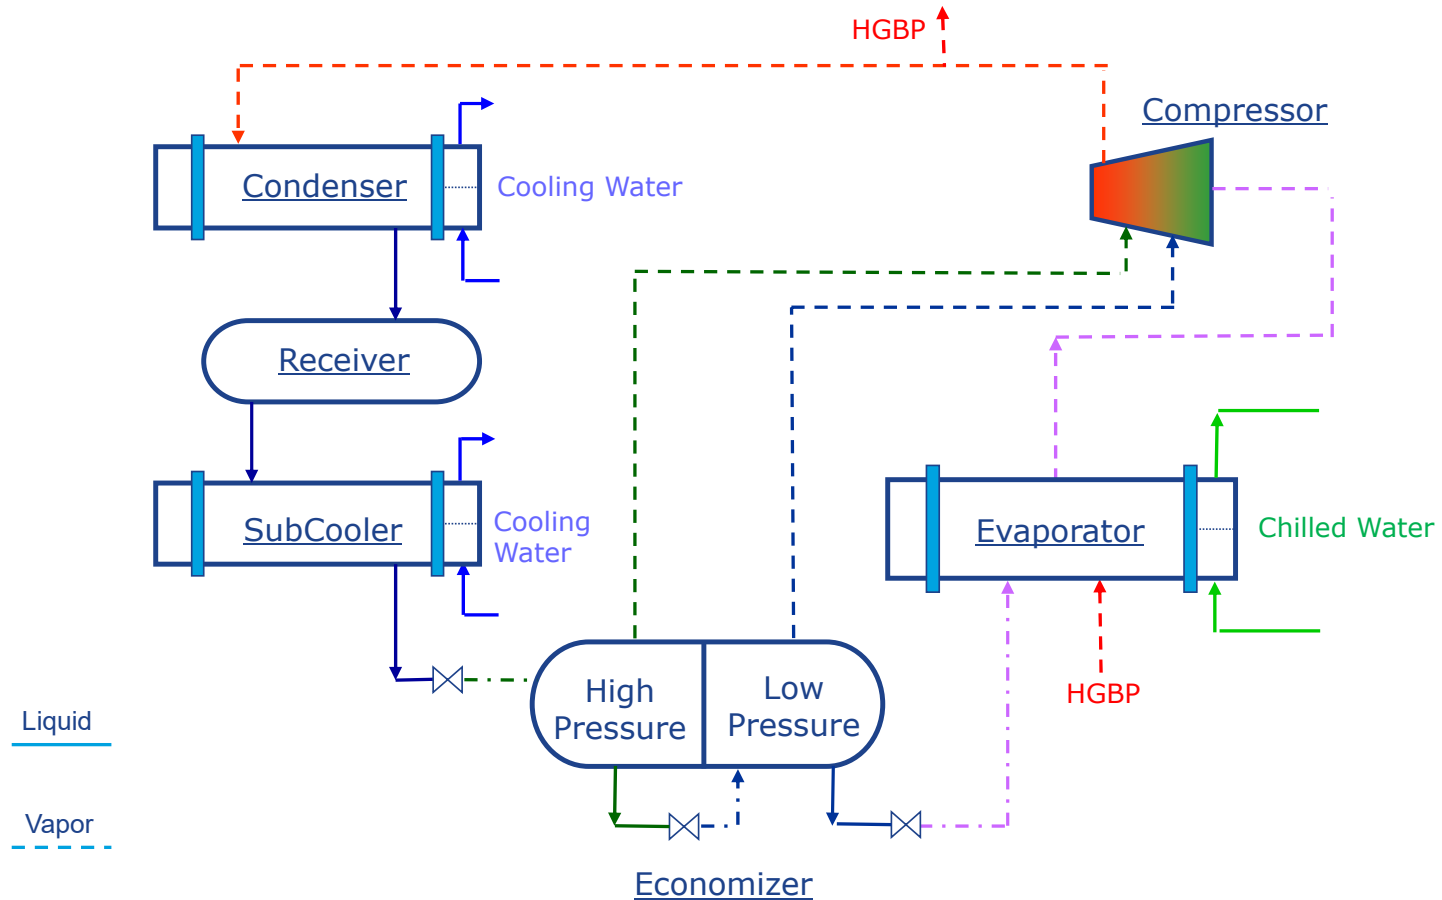 HGBP
Compressor
Condenser
Cooling Water
Receiver
SubCooler
Cooling
Water
Evaporator
Chilled Water
High
Pressure
Low
Pressure
HGBP
Liquid
Vapor
Economizer